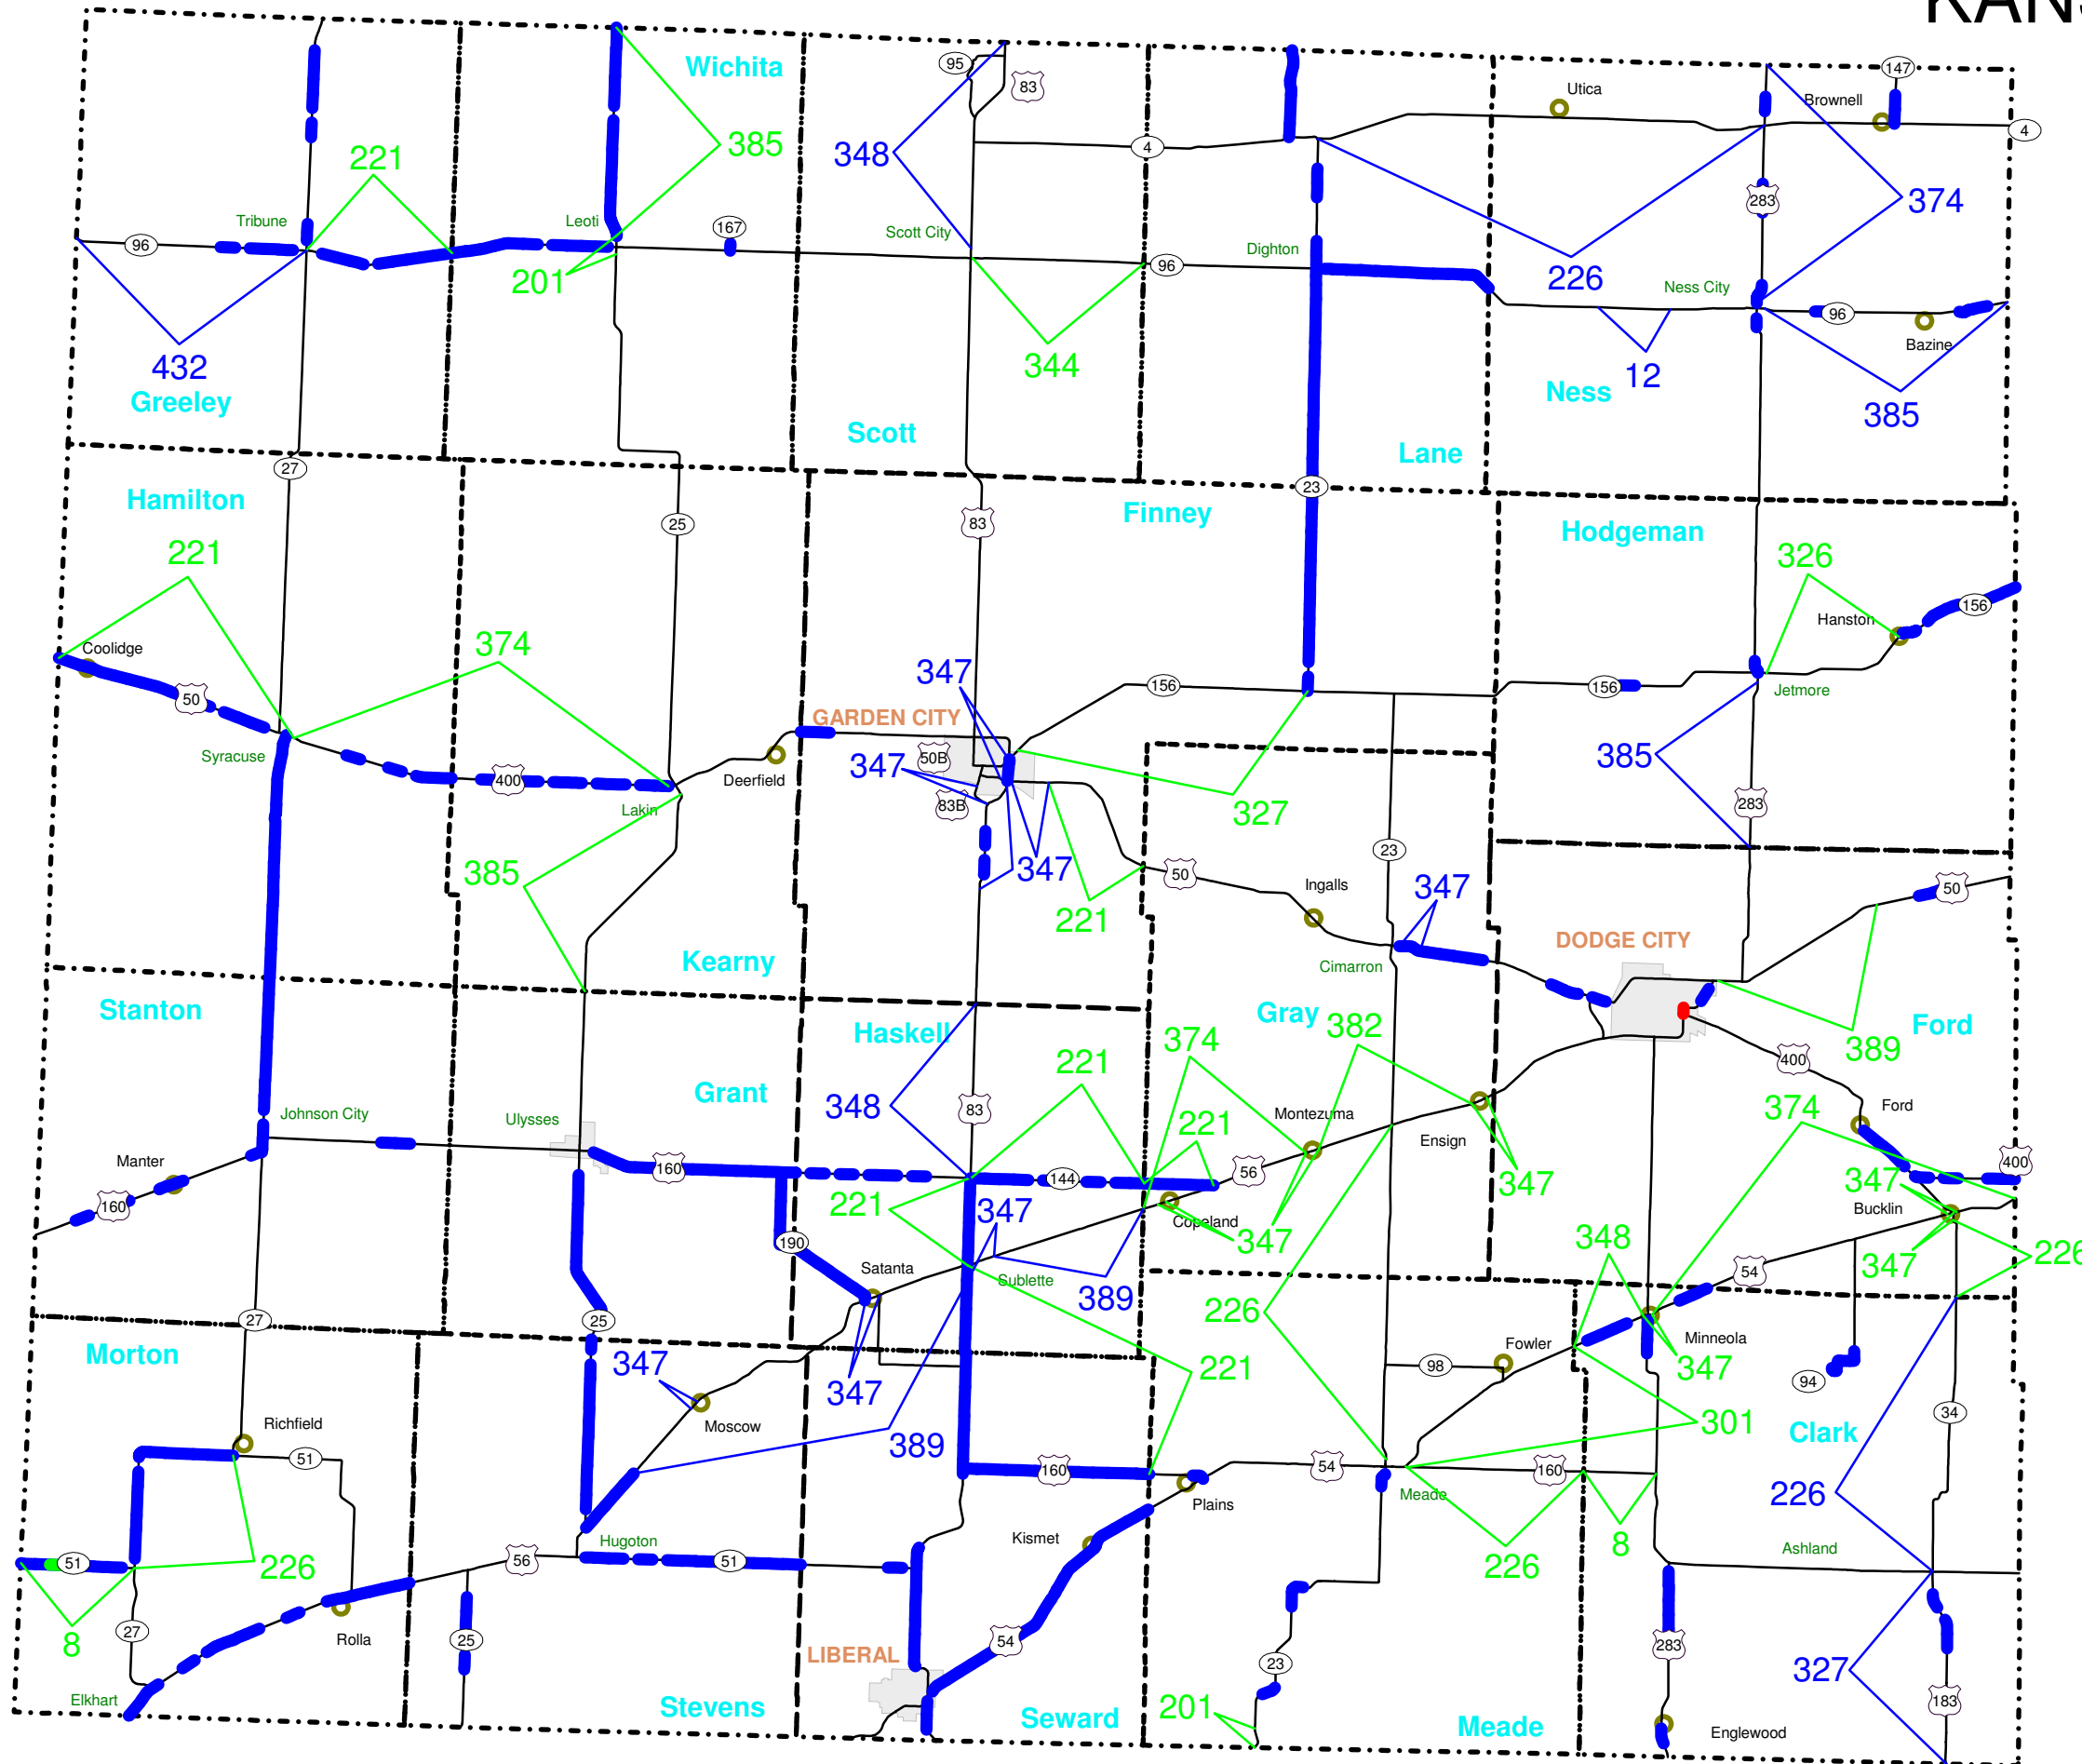 KANS
Wichita
95
83
Utica
147
Brownell
4
4
221
385
348
374
283
Tribune
Leoti
167
Scott City
Dighton
96
201
96
226
Ness City
96
Bazine
432
344
12
385
Greeley
Ness
Scott
Lane
27
23
Hamilton
25
83
Finney
Hodgeman
221
326
Hanston
156
Coolidge
374
347
156
156
Jetmore
50
GARDEN CITY
Syracuse
50B
347
385
400
Deerfield
83B
Lakin
327
283
23
385
347
50
Ingalls
347
50
221
DODGE CITY
Kearny
Cimarron
Stanton
Gray
382
Ford
Haskell
374
389
221
400
Grant
348
83
Johnson City
Ulysses
Montezuma
374
Ford
221
Ensign
Manter
160
144
56
347
400
347
160
221
347
Copeland
Bucklin
190
347
348
347
226
Satanta
Sublette
54
389
226
27
25
Morton
Fowler
Minneola
347
347
221
98
347
94
Richfield
Moscow
301
34
Clark
51
389
160
54
160
Meade
226
Plains
Hugoton
Kismet
51
56
51
226
226
8
Ashland
8
27
Rolla
25
54
283
LIBERAL
23
327
Elkhart
Stevens
Seward
201
Meade
Englewood
183